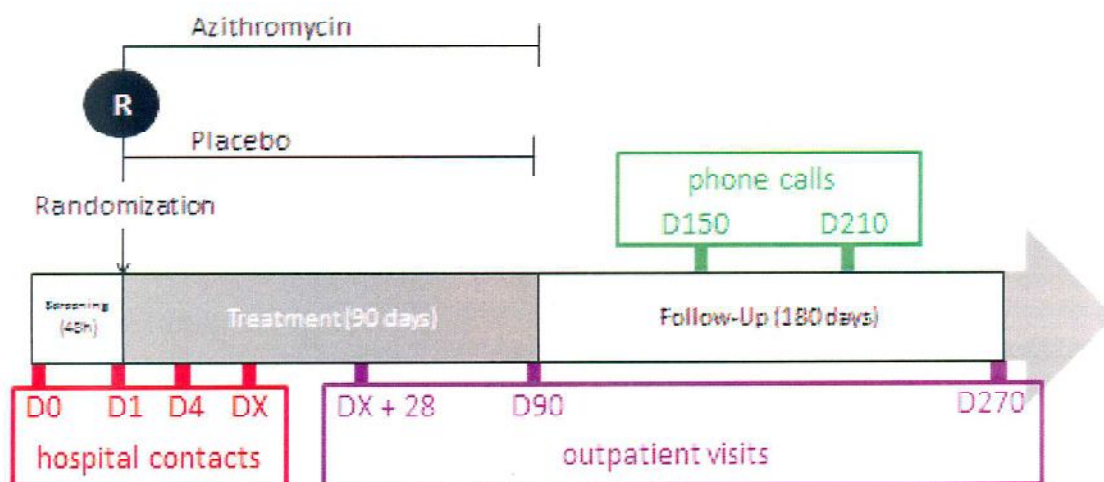 Azithromycin
R
Placebo
Randomization
phone calls
D150 D210
Screening
(48h)
Treatment (90 days)
Follow-Up (180 days)
D0 D1 D4 DX
hospital contacts
DX + 28 D90 D270
outpatient visits